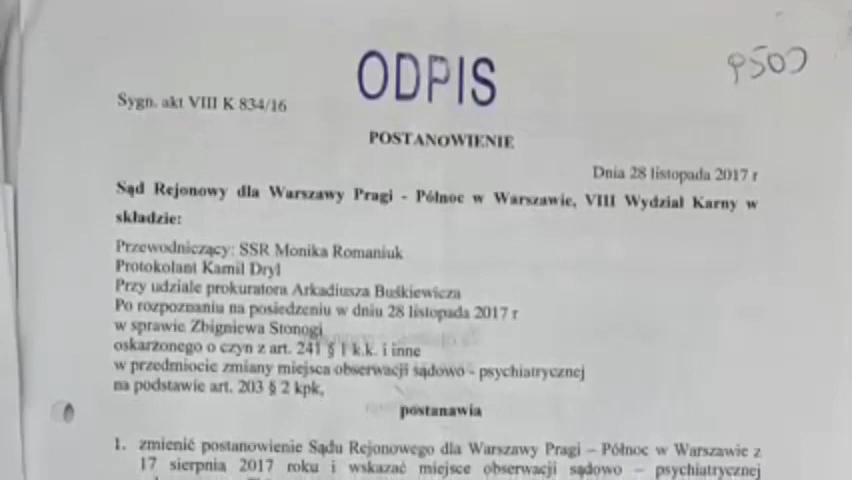 ODPIS
9503
Sygn. akt VIII K 834/16
POSTANOWIENIE
Dnia 28 listopada 2017 r
Sąd Rejonowy dla Warszawy Pragi - Północ w Warszawie, VIII Wydział Karny w
składzie:
Przewodniczący: SSR Monika Romaniuk
Protokolant Kamil Dryl
Przy udziale prokuratora Arkadiusza Buśkiewicza
Po rozpoznaniu na posiedzeniu w dniu 28 listopada 2017 r
w sprawie Zbigniewa Stonogi
oskarżonego o czyn z art. 241 § 1 k.k. i inne
w przedmiocie zmiany miejsca obserwacji sądowo - psychiatrycznej
na podstawie art. 203 § 2 kpk,
postanawia
1. zmienić postanowienie Sądu Rejonowego dla Warszawy Pragi – Północ w Warszawie z
17 sierpnia 2017 roku i wskazać miejsce obserwacji sądowo – psychiatrycznej